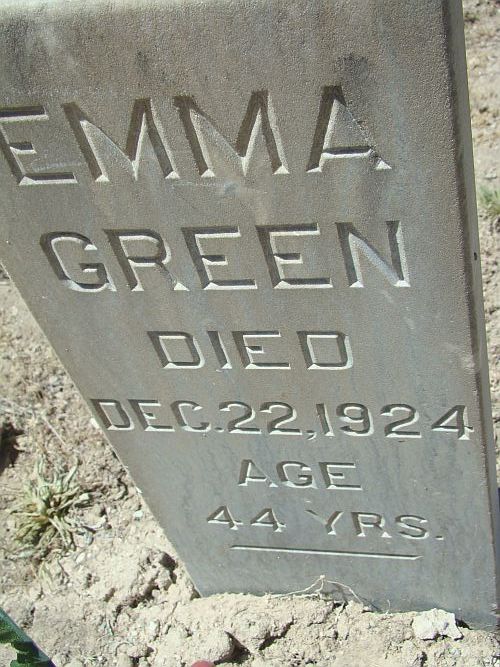 EMMA
GREEN
DIED
DEC. 22, 1924
AGE
44 YRS.